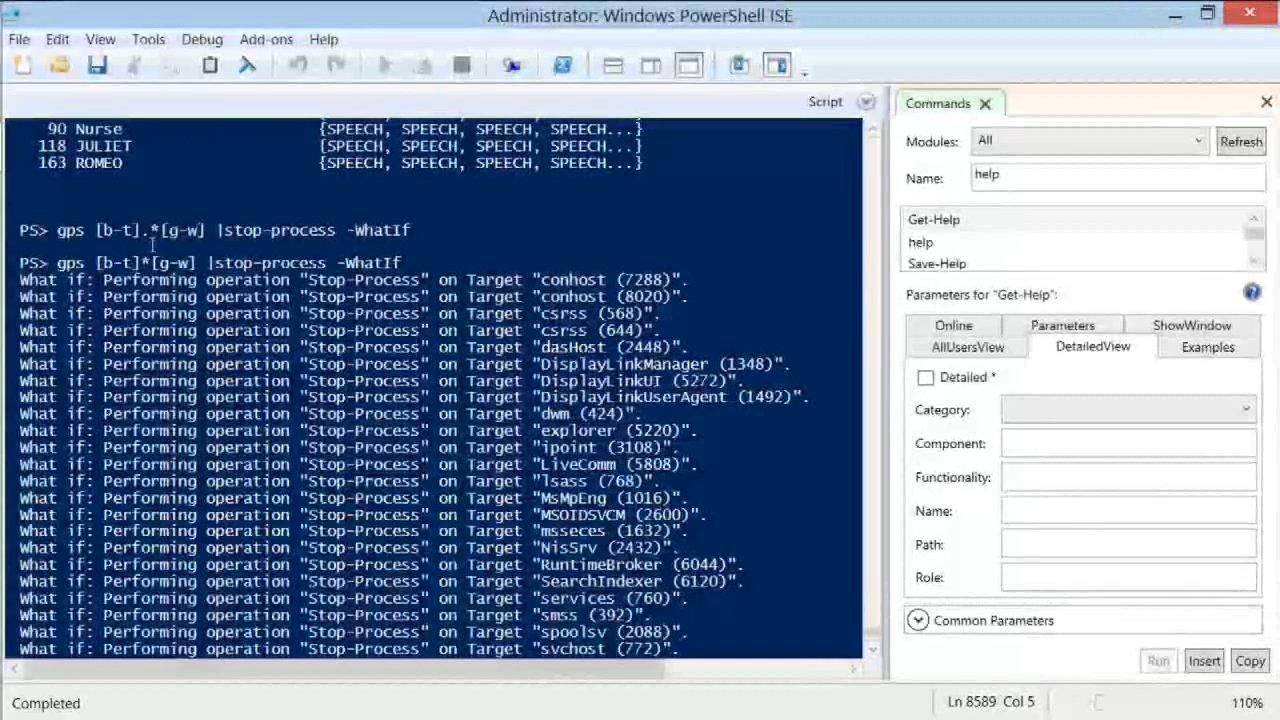 Administrator: Windows PowerShell ISE
File Edit View Tools Debug Add-ons Help
Script
90 Nurse {SPEECH, SPEECH, SPEECH, SPEECH...}
118 JULIET {SPEECH, SPEECH, SPEECH, SPEECH...}
163 ROMEO {SPEECH, SPEECH, SPEECH, SPEECH...}
PS> gps [b-t].*[g-w] |stop-process -WhatIf
PS> gps [b-t]*[g-w] |stop-process -WhatIf
What if: Performing operation "Stop-Process" on Target "conhost (7288)".
What if: Performing operation "Stop-Process" on Target "conhost (8020)".
What if: Performing operation "Stop-Process" on Target "csrss (568)".
What if: Performing operation "Stop-Process" on Target "csrss (644)".
What if: Performing operation "Stop-Process" on Target "dasHost (2448)".
What if: Performing operation "Stop-Process" on Target "DisplayLinkManager (1348)".
What if: Performing operation "Stop-Process" on Target "DisplayLinkUI (5272)".
What if: Performing operation "Stop-Process" on Target "DisplayLinkUserAgent (1492)".
What if: Performing operation "Stop-Process" on Target "dwm (424)".
What if: Performing operation "Stop-Process" on Target "explorer (5220)".
What if: Performing operation "Stop-Process" on Target "ipoint (3108)".
What if: Performing operation "Stop-Process" on Target "LiveComm (5808)".
What if: Performing operation "Stop-Process" on Target "lsass (768)".
What if: Performing operation "Stop-Process" on Target "MsMpEng (1016)".
What if: Performing operation "Stop-Process" on Target "MSOIDSVCM (2600)".
What if: Performing operation "Stop-Process" on Target "msseces (1632)".
What if: Performing operation "Stop-Process" on Target "NisSrv (2432)".
What if: Performing operation "Stop-Process" on Target "RuntimeBroker (6044)".
What if: Performing operation "Stop-Process" on Target "SearchIndexer (6120)".
What if: Performing operation "Stop-Process" on Target "services (760)".
What if: Performing operation "Stop-Process" on Target "smss (392)".
What if: Performing operation "Stop-Process" on Target "spoolsv (2088)".
What if: Performing operation "Stop-Process" on Target "svchost (772)".
Commands
Modules: All Refresh
Name: help
Get-Help
help
Save-Help
Parameters for "Get-Help":
Online Parameters ShowWindow
AllUsersView DetailedView Examples
Detailed *
Category:
Component:
Functionality:
Name:
Path:
Role:
Common Parameters
Run Insert Copy
Completed Ln 8589 Col 5 110%